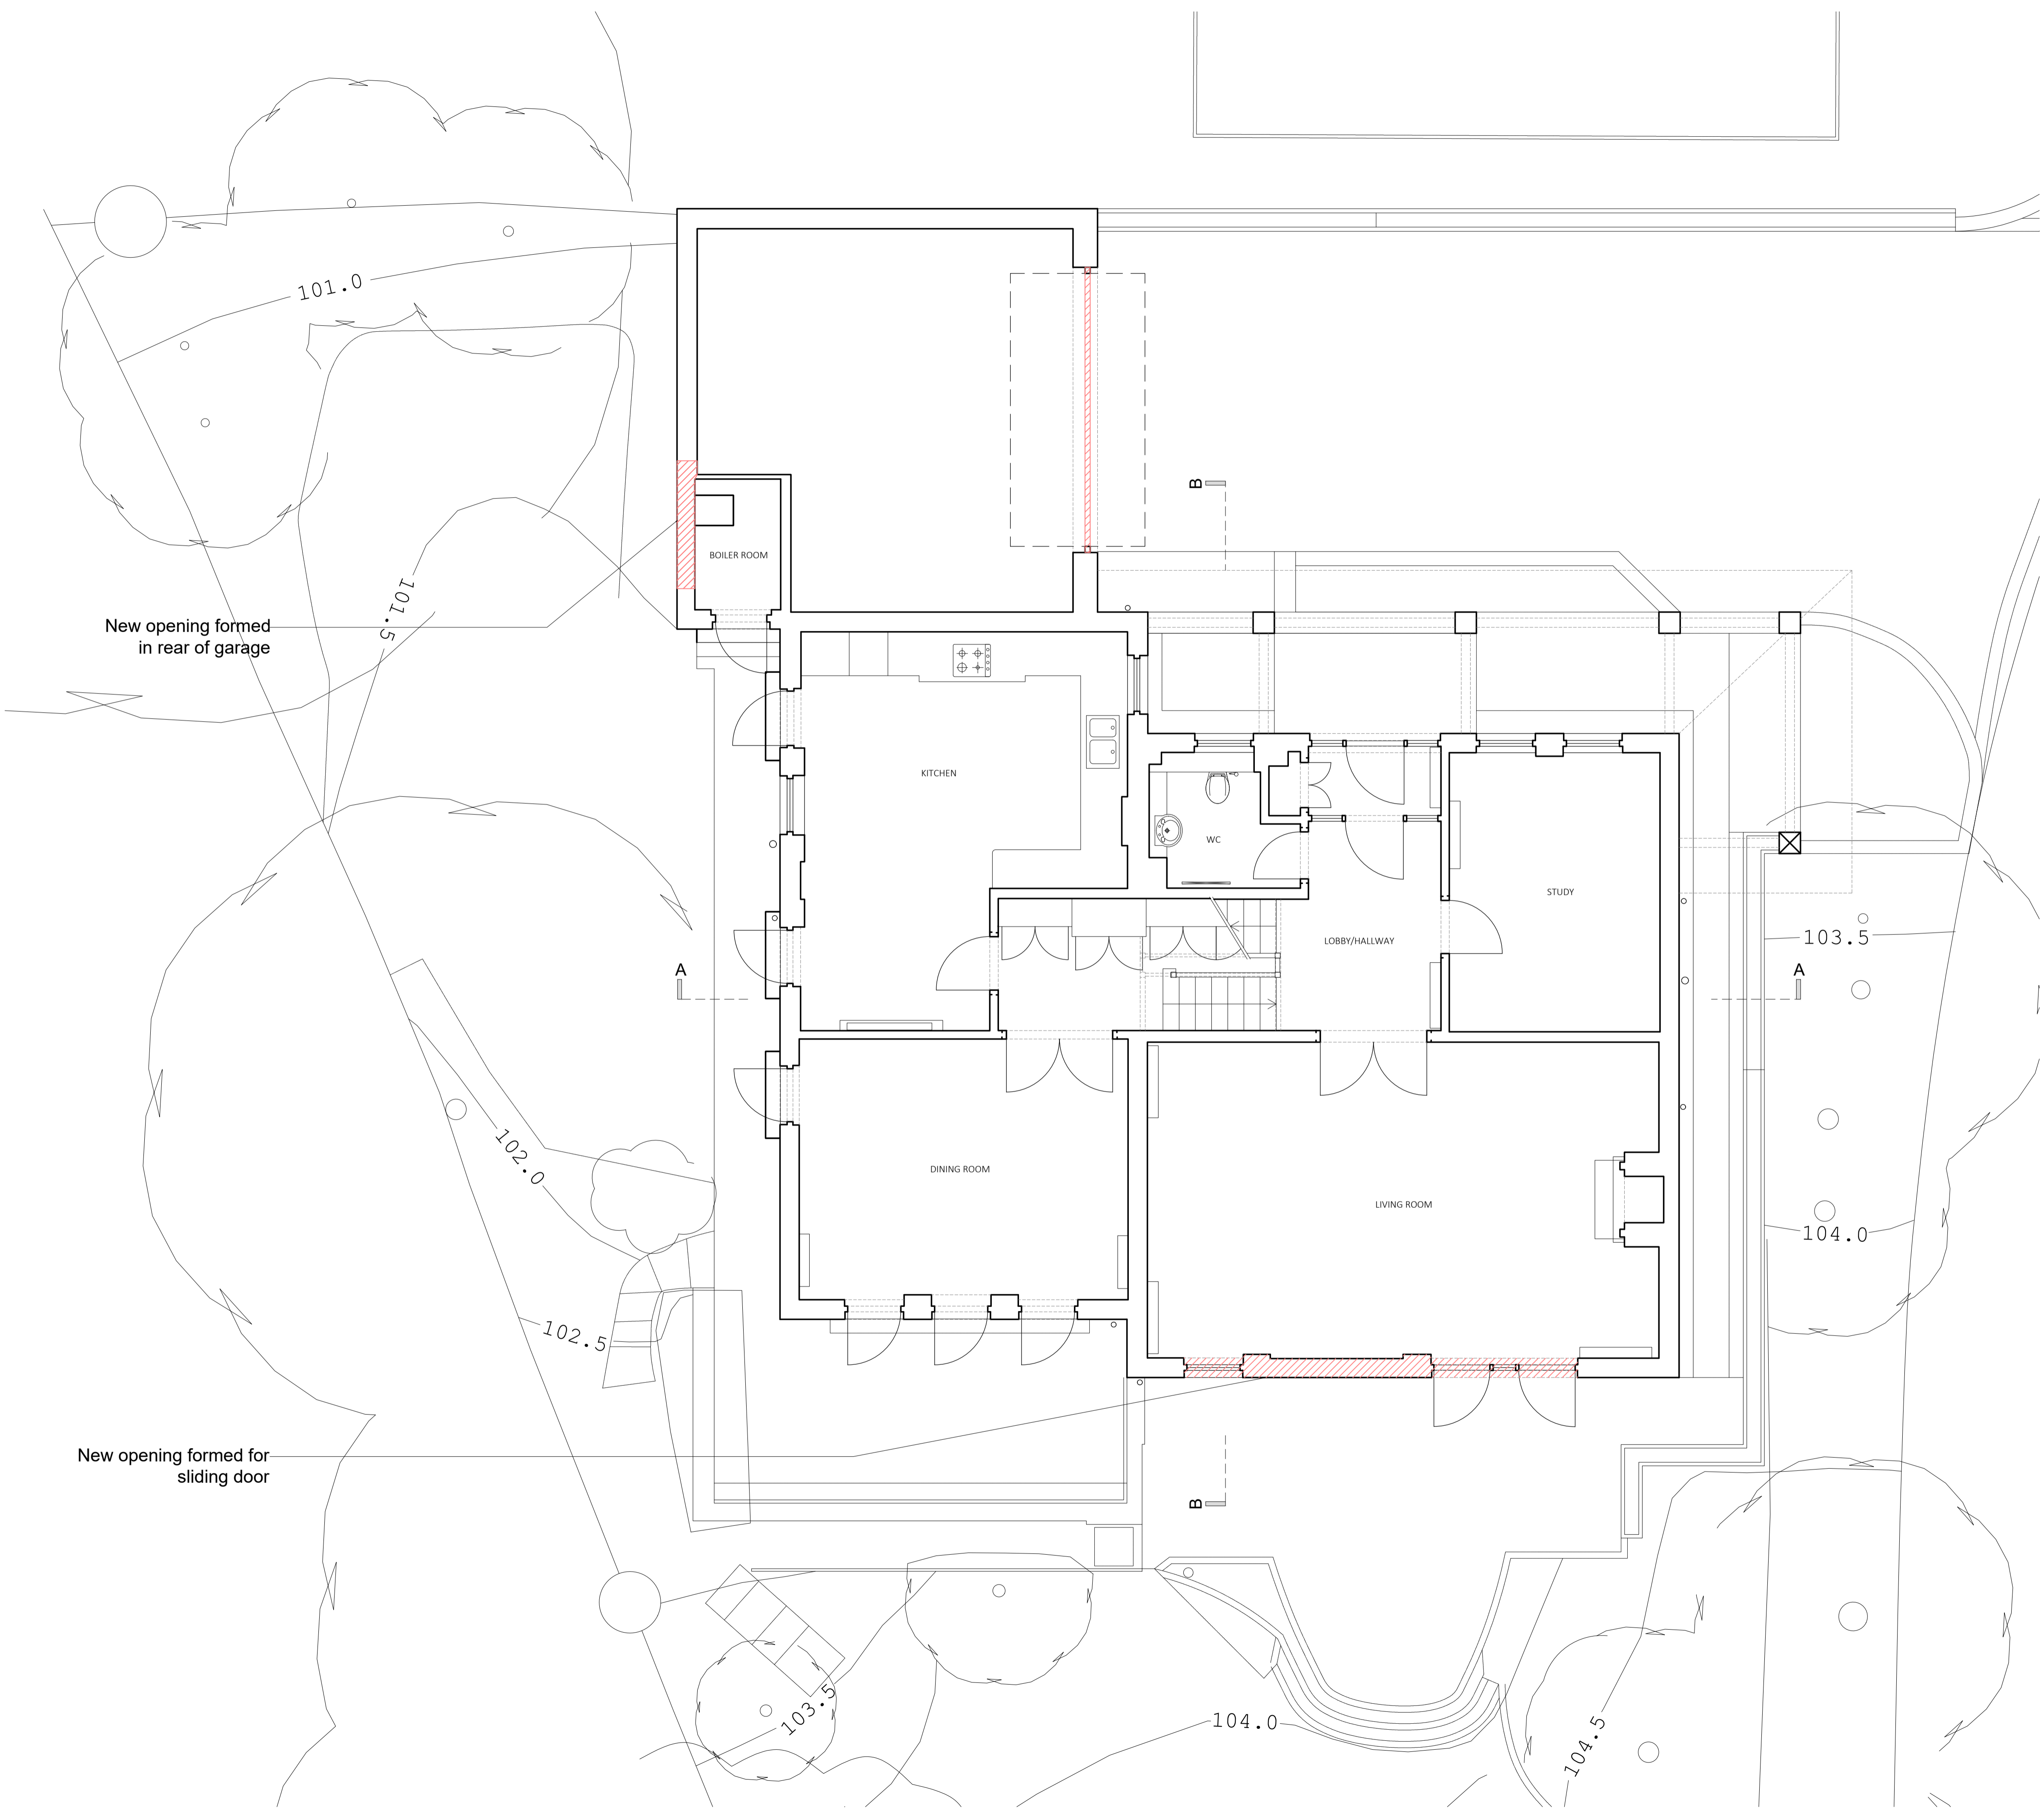 101.0
B
BOILER ROOM
101.5
New opening formed
in rear of garage
KITCHEN
WC
STUDY
LOBBY/HALLWAY
103.5
A
A
102.0
DINING ROOM
LIVING ROOM
104.0
102.5
New opening formed for
sliding door
B
103.5
104.0
104.5